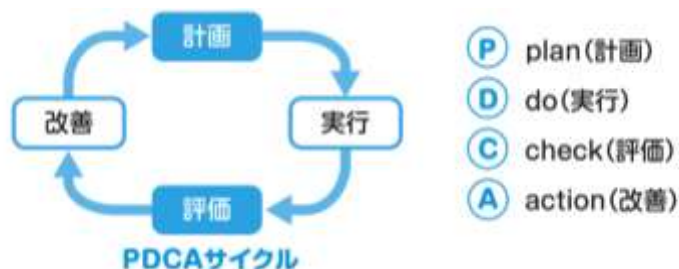 計画
改善
実行
評価
PDCAサイクル
P plan(計画)
D do(実行)
C check(評価)
A action(改善)